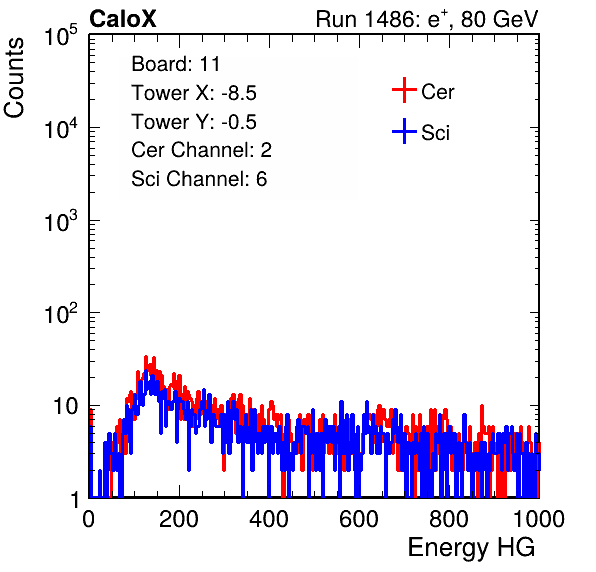 CaloX Run 1486: e+, 80 GeV
Counts
Board: 11
Tower X: -8.5
Tower Y: -0.5
Cer Channel: 2
Sci Channel: 6
Cer
Sci
10^5
10^4
10^3
10^2
10
1
0 200 400 600 800 1000
Energy HG